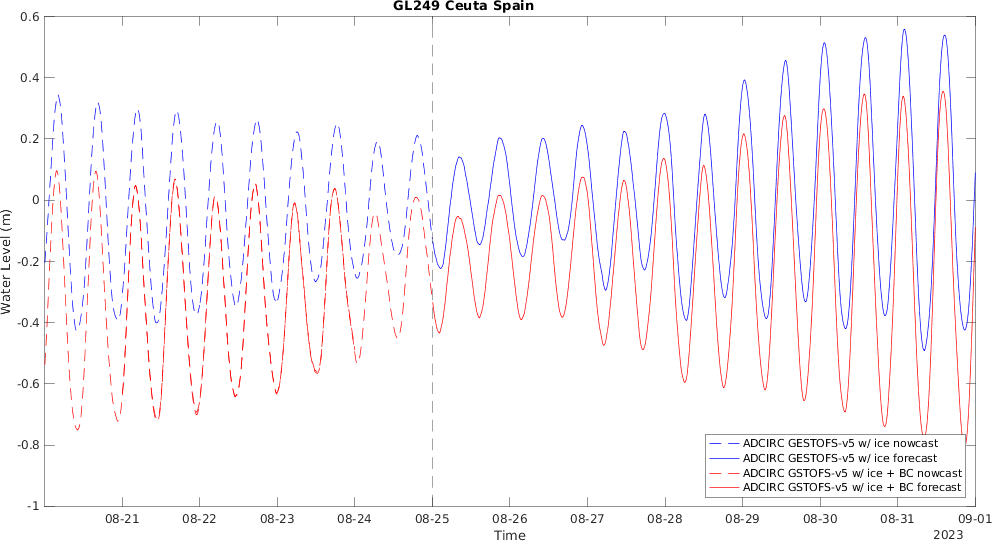 GL249 Ceuta Spain
0.6
0.4
0.2
0
-0.2
-0.4
-0.6
-0.8
-1
Water Level (m)
ADCIRC GESTOFS-v5 w/ ice nowcast
ADCIRC GESTOFS-v5 w/ ice forecast
ADCIRC GSTOFS-v5 w/ ice + BC nowcast
ADCIRC GSTOFS-v5 w/ ice + BC forecast
08-21 08-22 08-23 08-24 08-25 08-26 08-27 08-28 08-29 08-30 08-31 09-01
Time
2023